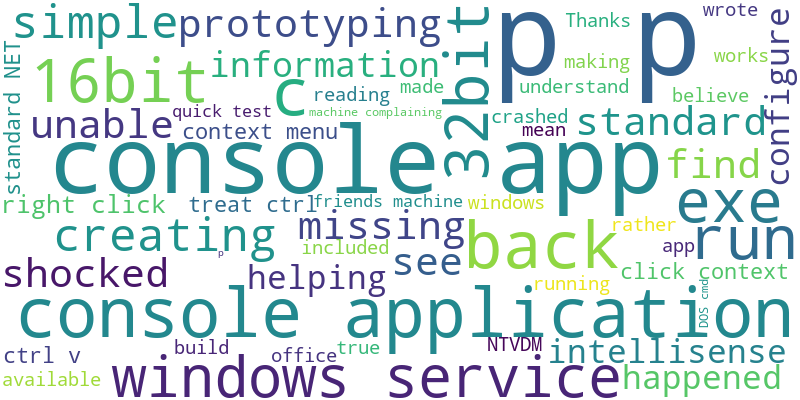 simple
prototyping
32bit
p
p
Thanks
wrote
configure
standard NET
16bit
information
making
works
c
reading
made
understand
believe
unable
quick test
machine complaining
context menu
crashed
mean
standard
console app
find
right click
treat ctrl
friends machine
windows
exe
creating
missing
back
rather
run
included
app
p
shocked
helping
see
running
click context
console application
DOS cmd
ctrl v
build
office
true
NTVDM
intellisense
available
windows service
happened